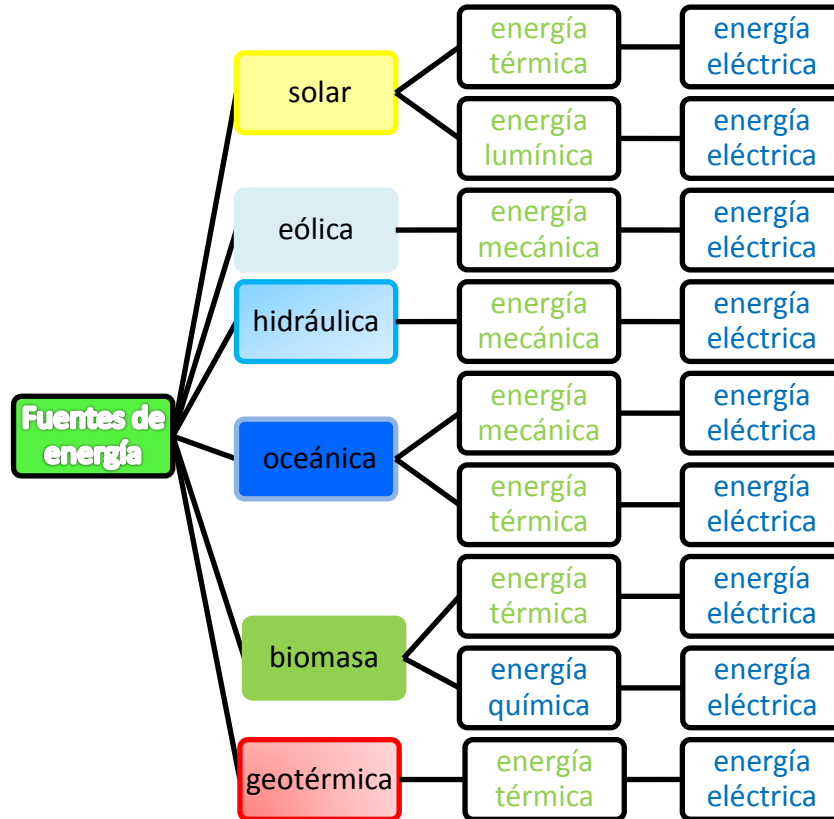 Fuentes de
energía
solar
energía
térmica
energía
eléctrica
energía
lumínica
energía
eléctrica
eólica
energía
mecánica
energía
eléctrica
hidráulica
energía
mecánica
energía
eléctrica
oceánica
energía
mecánica
energía
eléctrica
energía
térmica
energía
eléctrica
biomasa
energía
térmica
energía
eléctrica
energía
química
energía
eléctrica
geotérmica
energía
térmica
energía
eléctrica